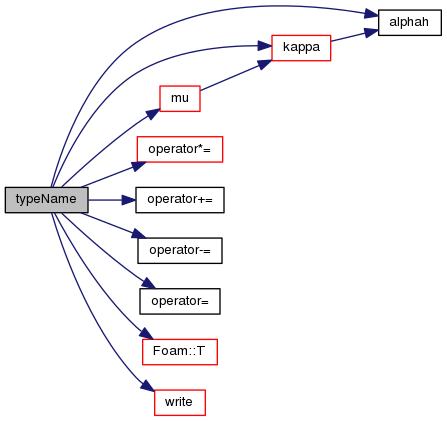 alphah
kappa
mu
operator*=
typeName
operator+=
operator-=
operator=
Foam::T
write